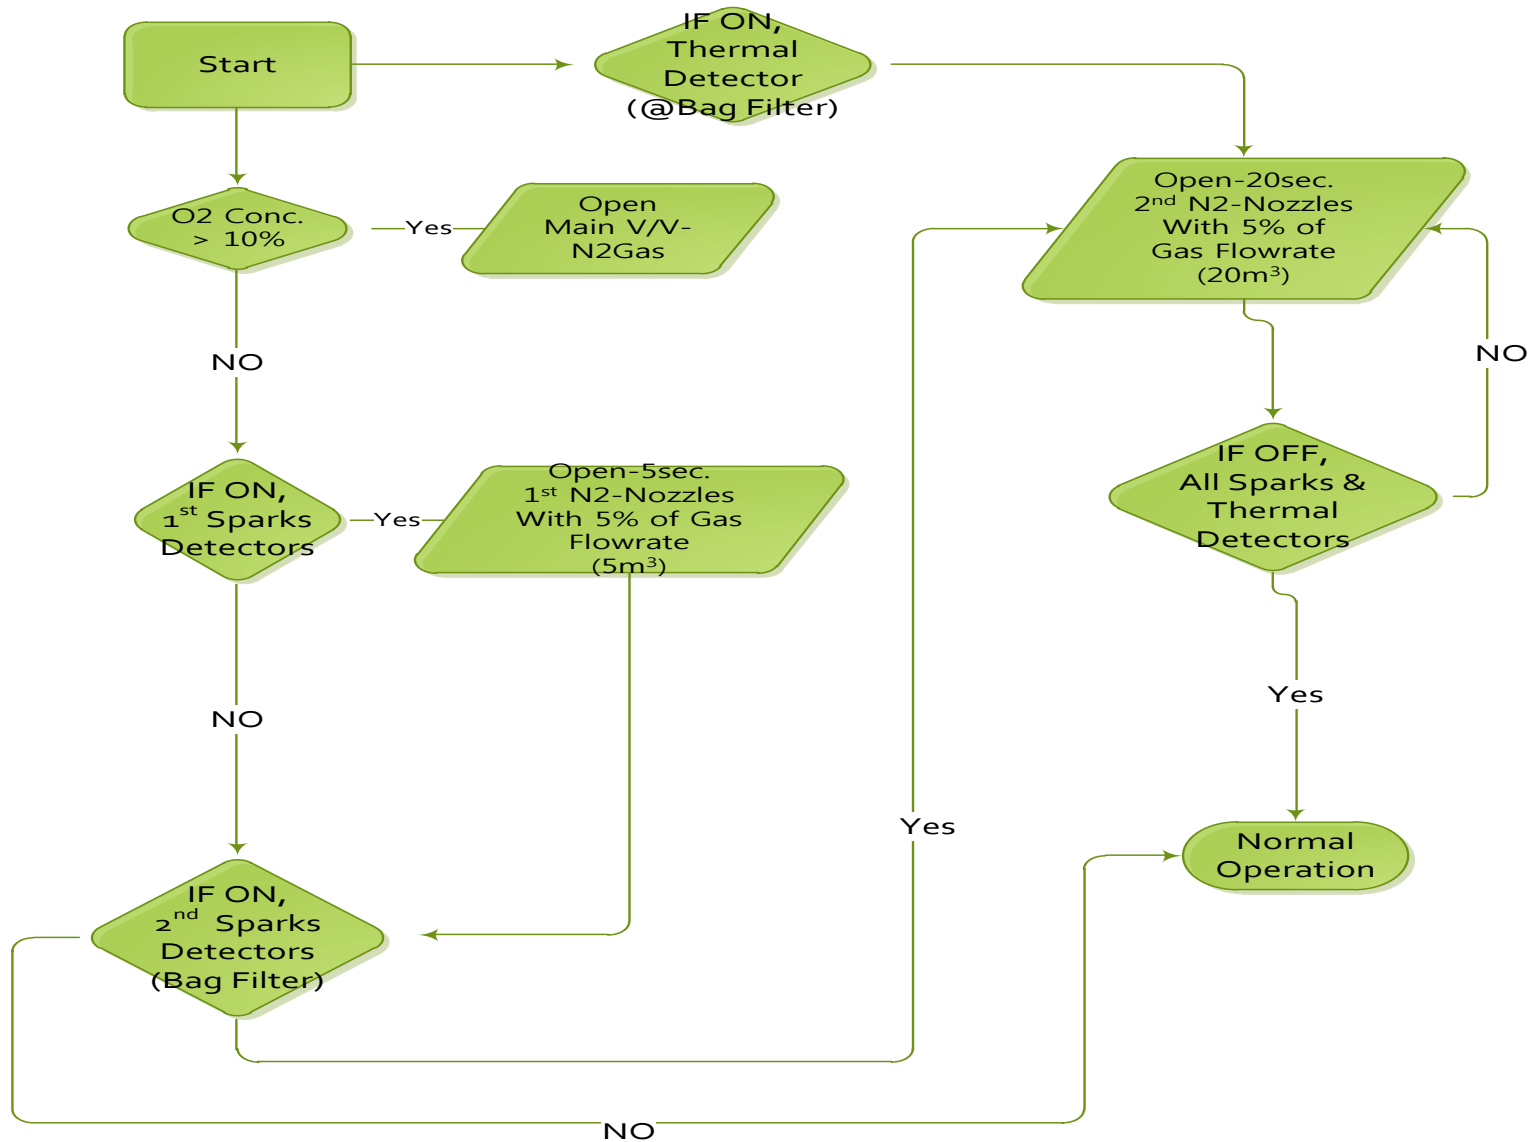 Start
IF ON,
Thermal
Detector
(@Bag Filter)
O2 Conc.
> 10%
Yes
Open
Main V/V-
N2Gas
Open-20sec.
2nd N2-Nozzles
With 5% of
Gas Flowrate
(20m³)
NO
NO
IF ON,
1st Sparks
Detectors
Yes
Open-5sec.
1st N2-Nozzles
With 5% of Gas
Flowrate
(5m³)
IF OFF,
All Sparks &
Thermal
Detectors
NO
Yes
Yes
IF ON,
2nd Sparks
Detectors
(Bag Filter)
Normal
Operation
NO